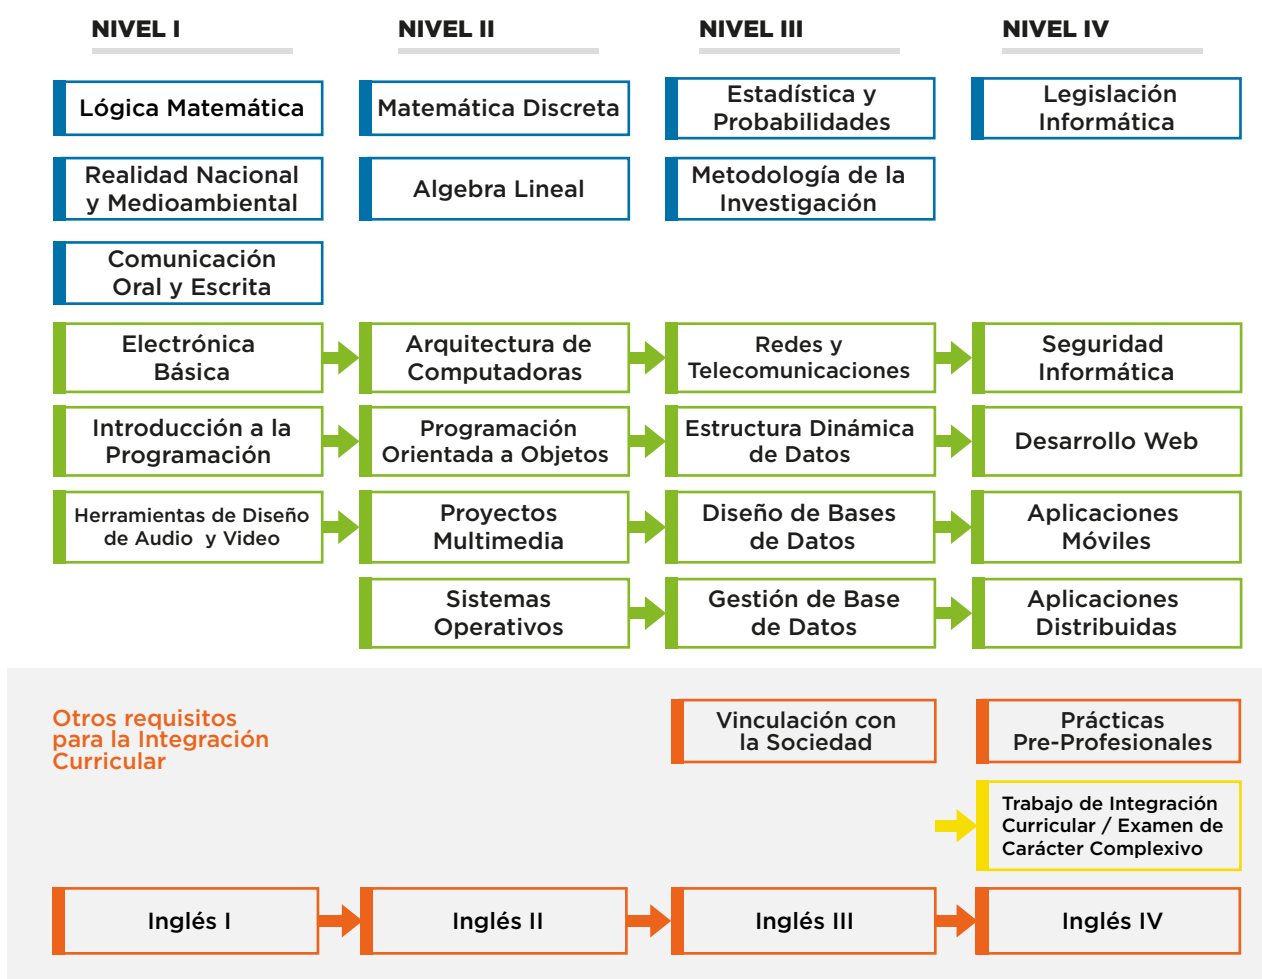 NIVEL I
NIVEL II
NIVEL III
NIVEL IV
Lógica Matemática
Matemática Discreta
Estadística y
Probabilidades
Legislación
Informática
Realidad Nacional
y Medioambiental
Algebra Lineal
Metodología de la
Investigación
Comunicación
Oral y Escrita
Electrónica
Básica
Arquitectura de
Computadoras
Redes y
Telecomunicaciones
Seguridad
Informática
Introducción a la
Programación
Programación
Orientada a Objetos
Estructura Dinámica
de Datos
Desarrollo Web
Herramientas de Diseño
de Audio y Video
Proyectos
Multimedia
Diseño de Bases
de Datos
Aplicaciones
Móviles
Sistemas
Operativos
Gestión de Base
de Datos
Aplicaciones
Distribuidas
Otros requisitos
para la Integración
Curricular
Vinculación con
la Sociedad
Prácticas
Pre-Profesionales
Trabajo de Integración
Curricular / Examen de
Carácter Complexivo
Inglés I
Inglés II
Inglés III
Inglés IV